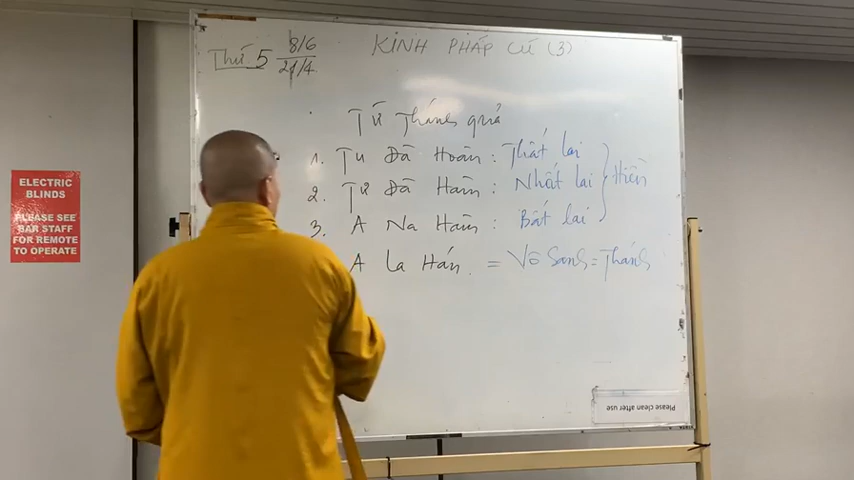 KINH PHÁP CÚ (3)
Thứ 5 8/6
21/4
Tứ Thánh quả
1. Tu Đà Hoàn : Thất lai
2. Tư Đà Hàm : Nhất lai } Hiền
3. A Na Hàm : Bất lai
A la Hán = Vô Sanh = Thánh
ELECTRIC
BLINDS
PLEASE SEE
BAR STAFF
FOR REMOTE
TO OPERATE
Please clean after use